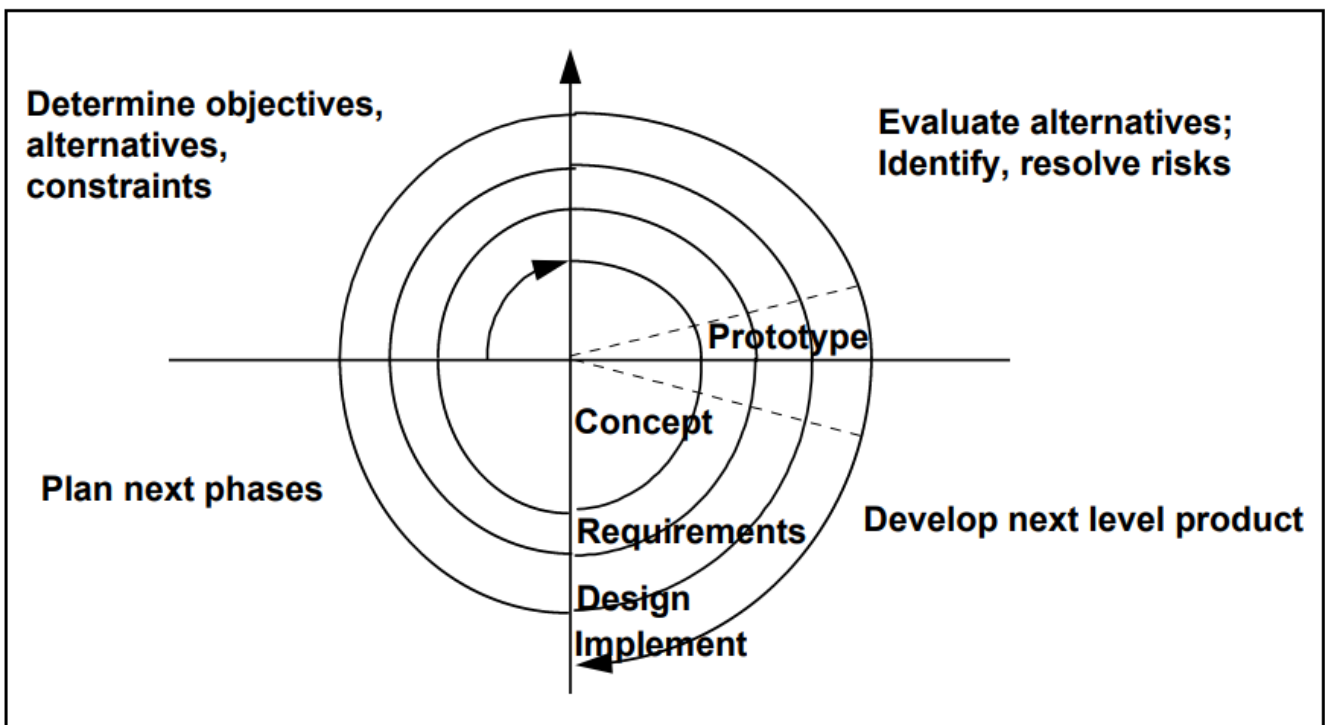 Determine objectives,
alternatives,
constraints
Evaluate alternatives;
Identify, resolve risks
Prototype
Concept
Plan next phases
Requirements
Develop next level product
Design
Implement